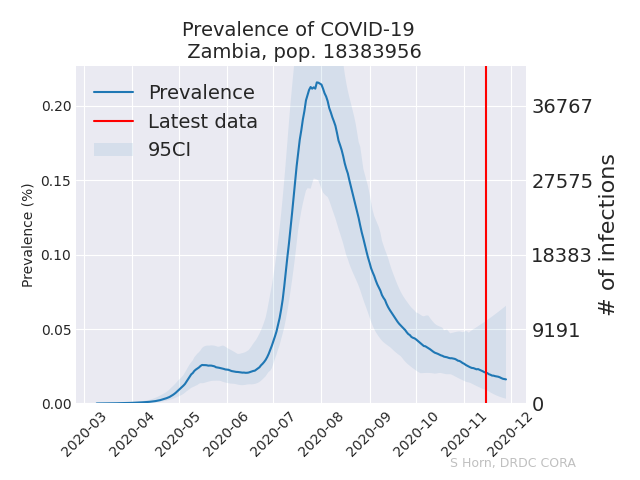 Prevalence of COVID-19
Zambia, pop. 18383956
Prevalence
Latest data
95CI
Prevalence (%)
0.20
0.15
0.10
0.05
0.00
36767
27575
18383
9191
0
# of infections
2020-03
2020-04
2020-05
2020-06
2020-07
2020-08
2020-09
2020-10
2020-11
2020-12
S Horn, DRDC CORA